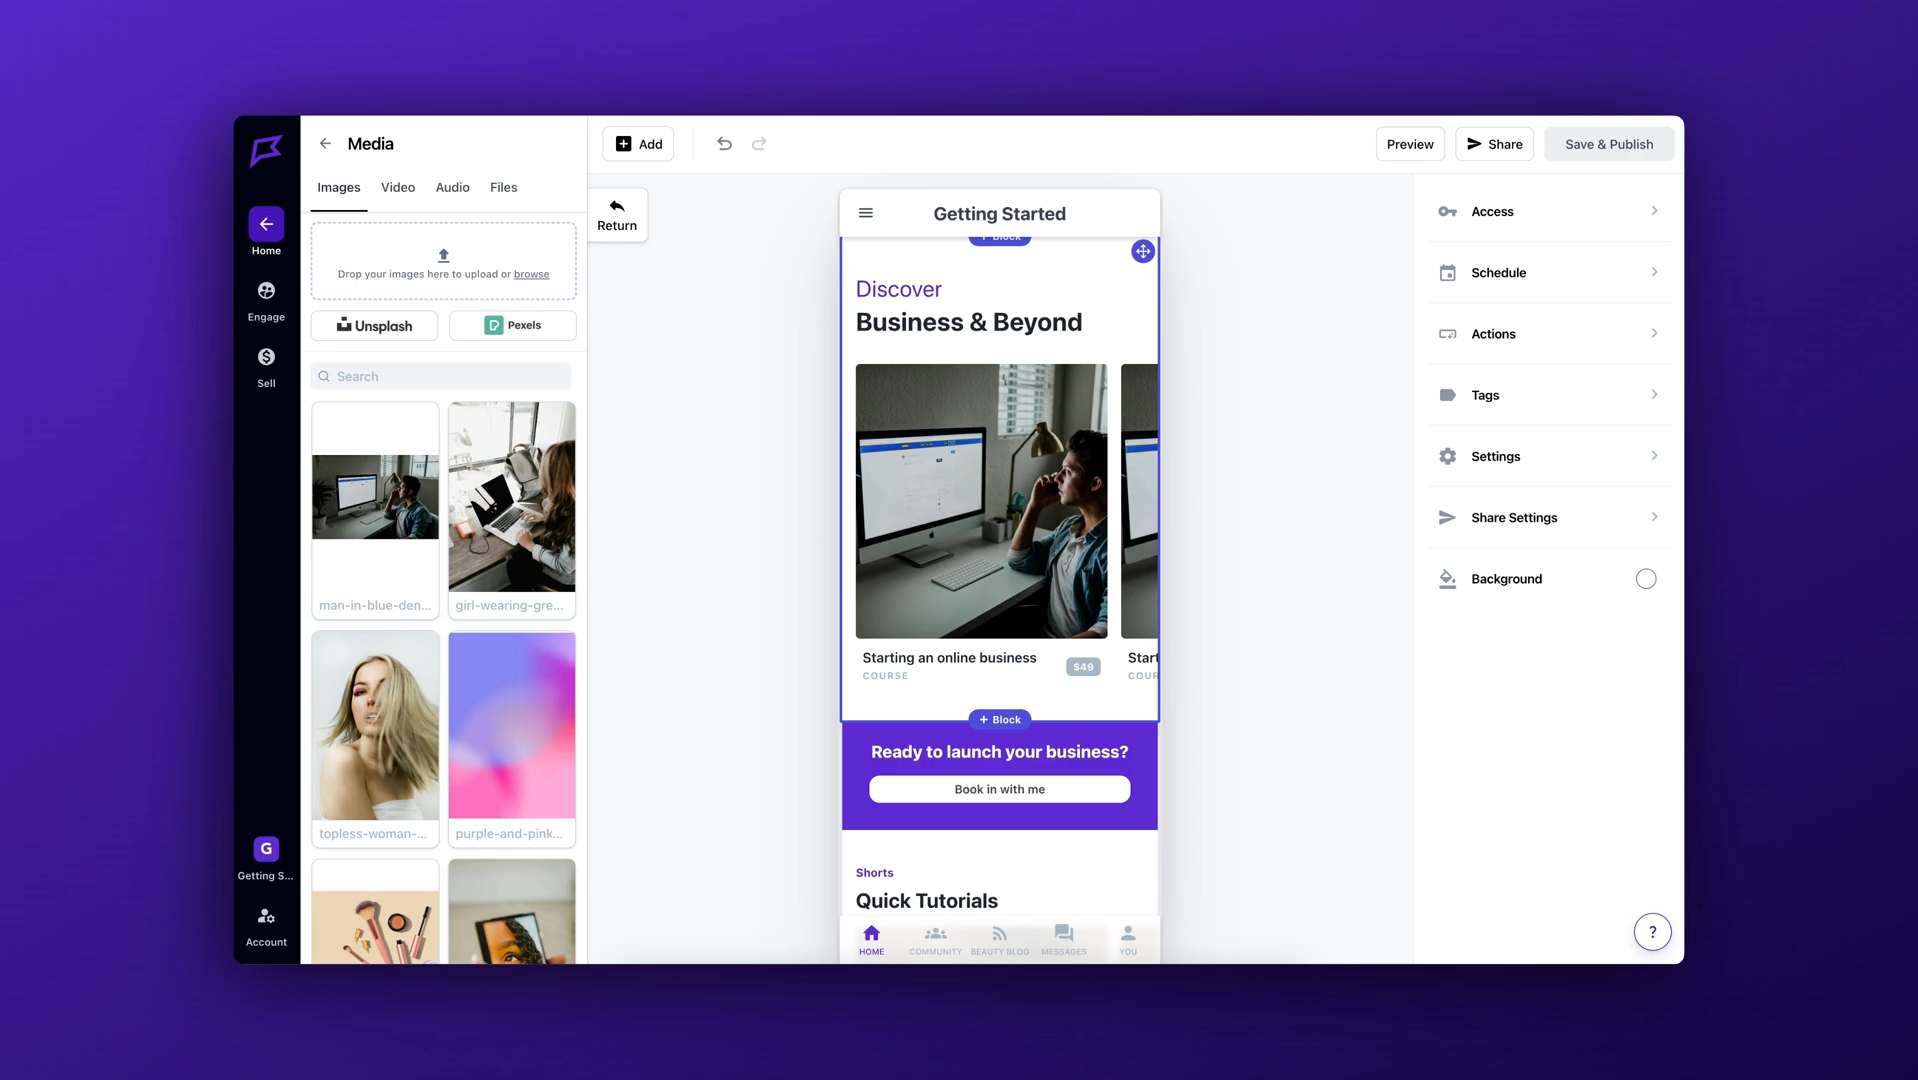 Media
Images
Video
Audio
Files
Drop your images here to upload or browse
Unsplash
Pexels
Search
man-in-blue-den...
girl-wearing-gre...
topless-woman-...
purple-and-pink...
Home
Engage
Sell
G
Getting S...
Account
Add
Return
Preview
Share
Save & Publish
Getting Started
+ Block
Discover
Business & Beyond
Starting an online business
COURSE
$49
Start
COUR
+ Block
Ready to launch your business?
Book in with me
Shorts
Quick Tutorials
HOME
COMMUNITY
BEAUTY BLOG
MESSAGES
YOU
Access
Schedule
Actions
Tags
Settings
Share Settings
Background
?